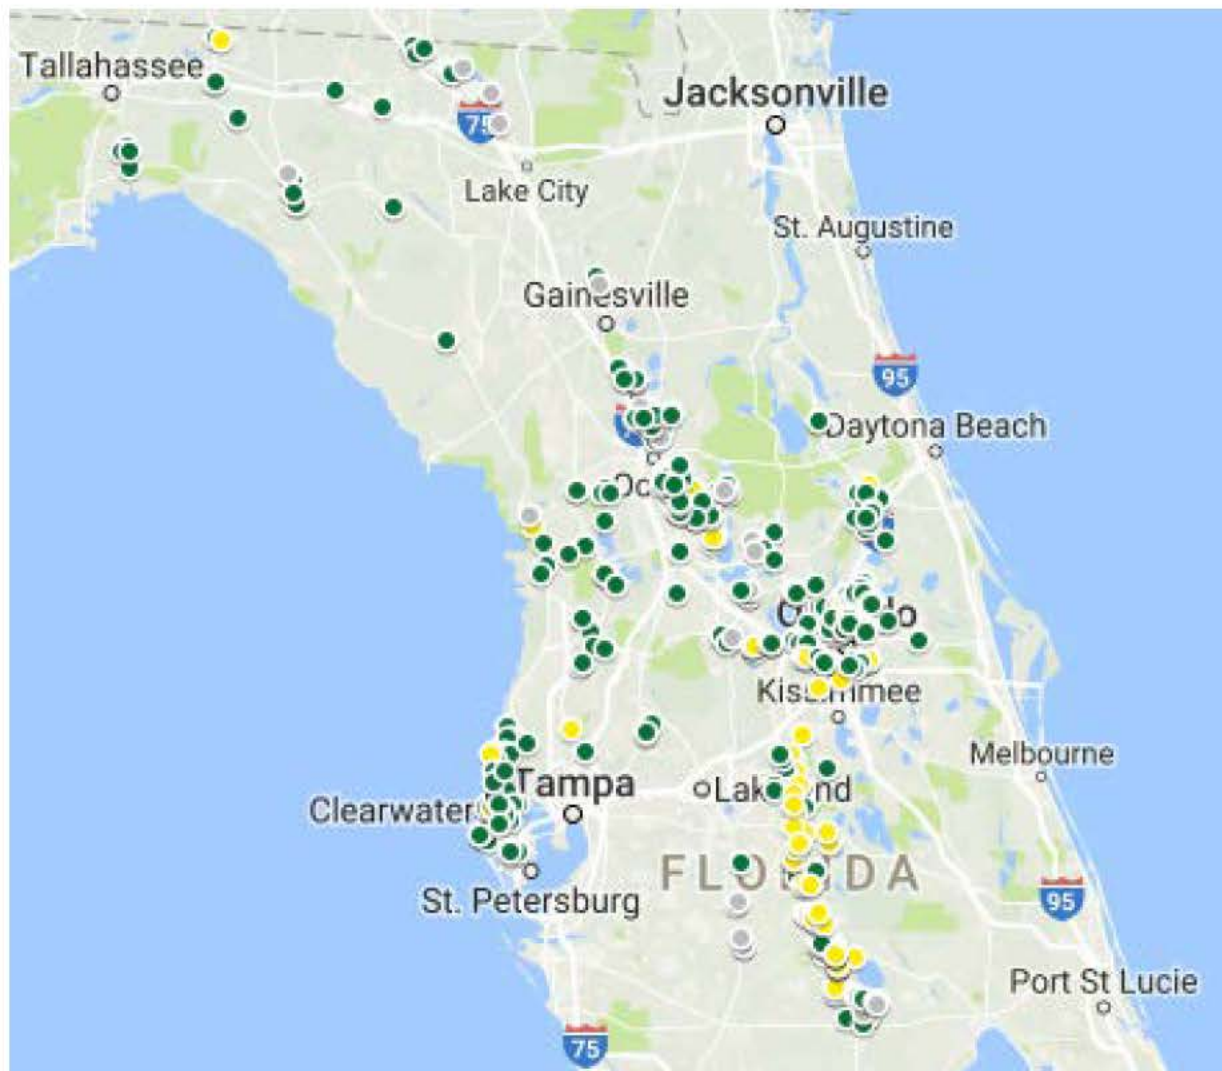 Tallahassee
Jacksonville
75
Lake City
St. Augustine
Gainesville
95
Daytona Beach
Kissimmee
Melbourne
Tampa
Clearwater
FLORIDA
St. Petersburg
95
Port St Lucie
75